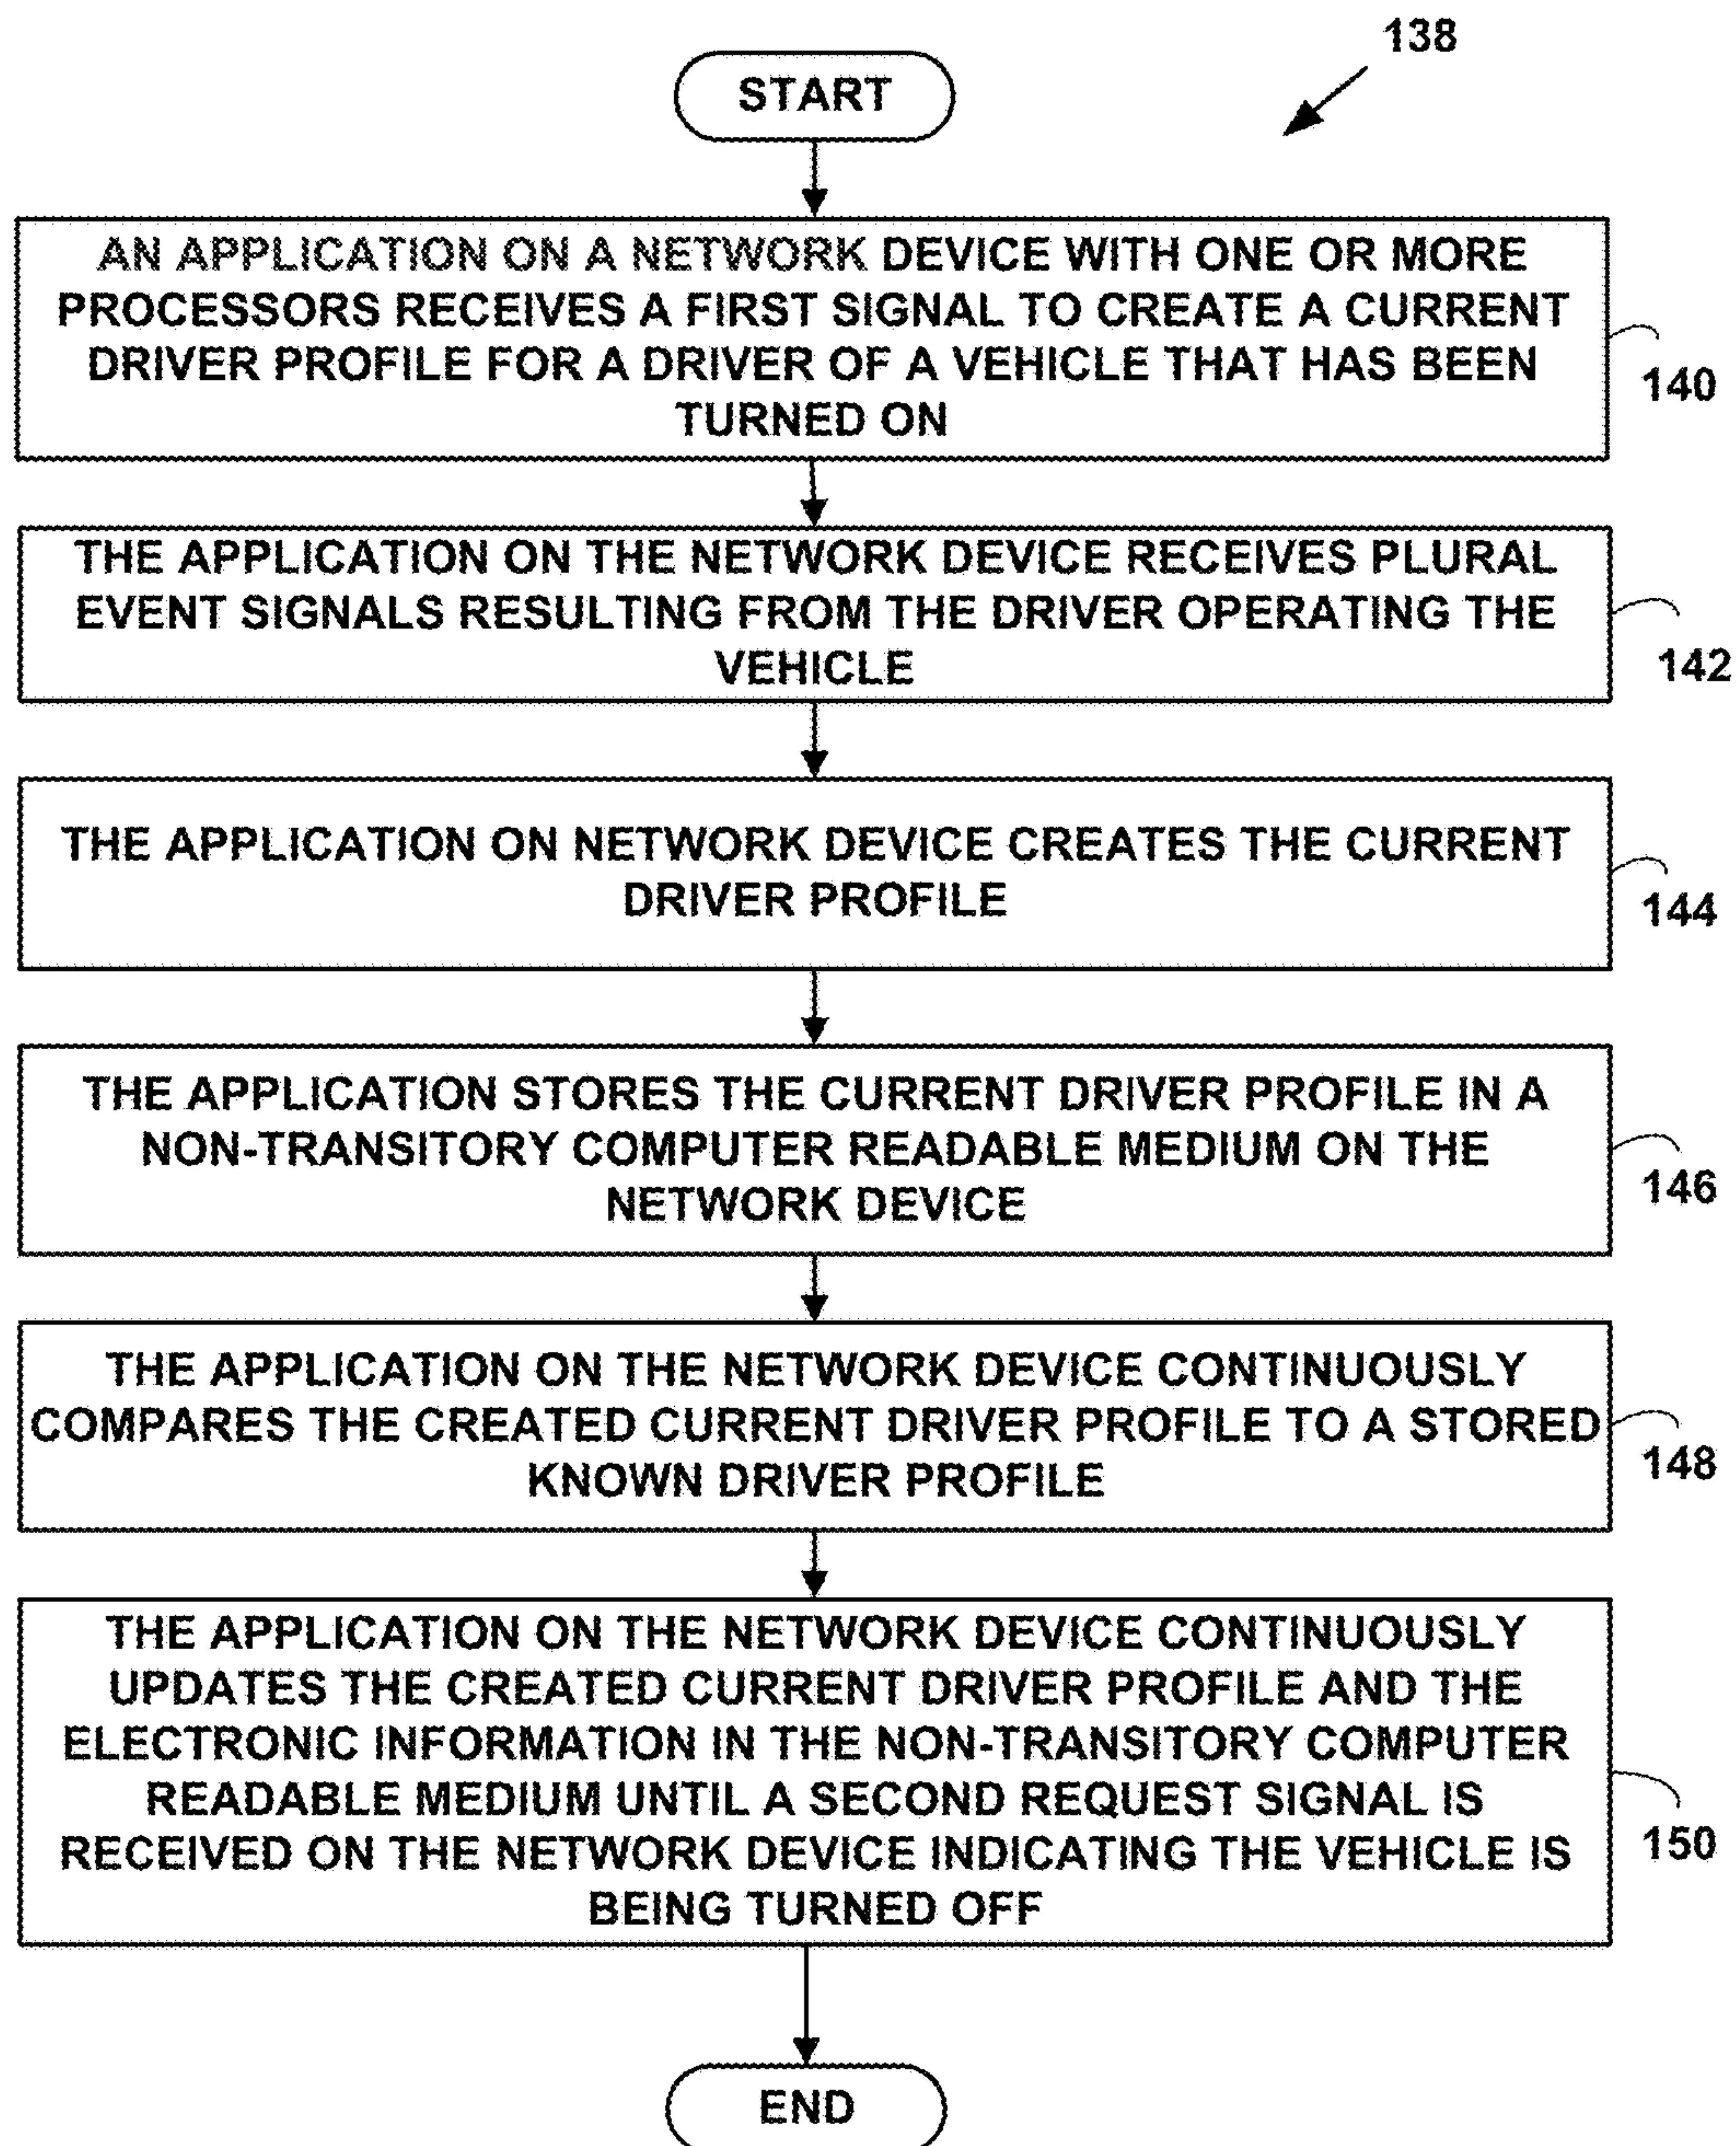 138
START
AN APPLICATION ON A NETWORK DEVICE WITH ONE OR MORE
PROCESSORS RECEIVES A FIRST SIGNAL TO CREATE A CURRENT
DRIVER PROFILE FOR A DRIVER OF A VEHICLE THAT HAS BEEN
TURNED ON
140
THE APPLICATION ON THE NETWORK DEVICE RECEIVES PLURAL
EVENT SIGNALS RESULTING FROM THE DRIVER OPERATING THE
VEHICLE
142
THE APPLICATION ON NETWORK DEVICE CREATES THE CURRENT
DRIVER PROFILE
144
THE APPLICATION STORES THE CURRENT DRIVER PROFILE IN A
NON-TRANSITORY COMPUTER READABLE MEDIUM ON THE
NETWORK DEVICE
146
THE APPLICATION ON THE NETWORK DEVICE CONTINUOUSLY
COMPARES THE CREATED CURRENT DRIVER PROFILE TO A STORED
KNOWN DRIVER PROFILE
148
THE APPLICATION ON THE NETWORK DEVICE CONTINUOUSLY
UPDATES THE CREATED CURRENT DRIVER PROFILE AND THE
ELECTRONIC INFORMATION IN THE NON-TRANSITORY COMPUTER
READABLE MEDIUM UNTIL A SECOND REQUEST SIGNAL IS
RECEIVED ON THE NETWORK DEVICE INDICATING THE VEHICLE IS
BEING TURNED OFF
150
END